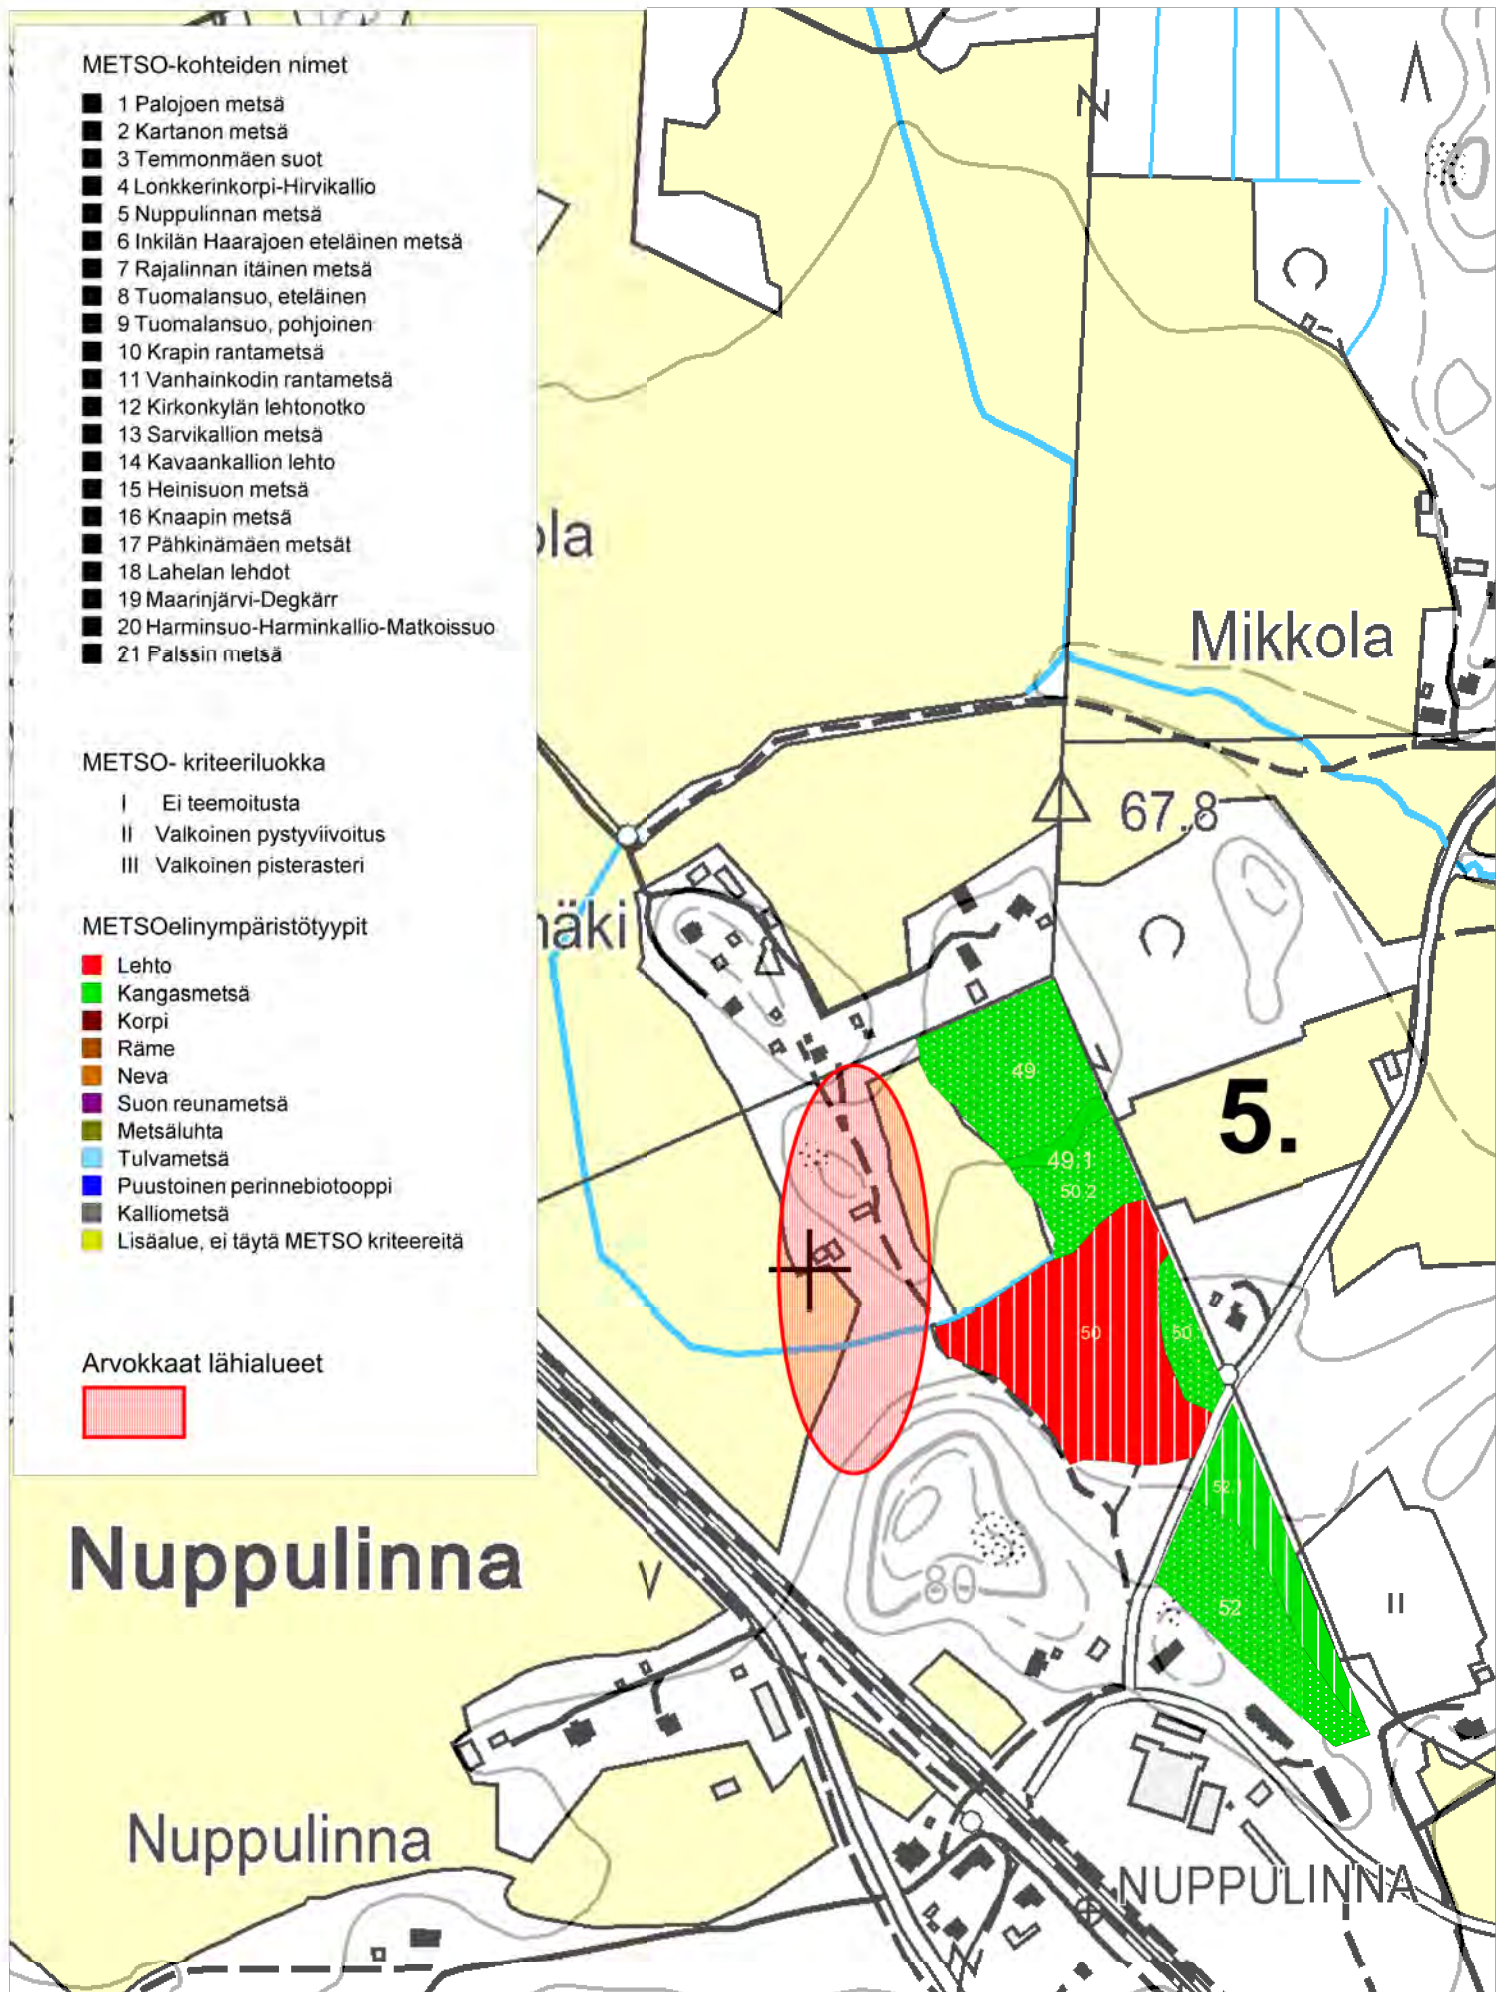 METSO-kohteiden nimet
1 Palojoen metsä
2 Kartanon metsä
3 Temmonmäen suot
4 Lonkkerinkorpi-Hirvikallio
5 Nuppulinnan metsä
6 Inkilän Haarajoen eteläinen metsä
7 Rajalinnan itäinen metsä
8 Tuomalansuo, eteläinen
9 Tuomalansuo, pohjoinen
10 Krapin rantametsä
11 Vanhainkodin rantametsä
12 Kirkonkylän lehtonotko
13 Sarvikallion metsä
14 Kavaankallion lehto
15 Heinisuon metsä
16 Knaapin metsä
17 Pähkinämäen metsät
18 Lahelan lehdot
19 Maarinjärvi-Degkärr
20 Harminsuo-Harminkallio-Matkoissuo
21 Palssin metsä
METSO- kriteeriluokka
I Ei teemoitusta
II Valkoinen pystyviivoitus
III Valkoinen pisterasteri
METSOelinympäristötyypit
Lehto
Kangasmetsä
Korpi
Räme
Neva
Suon reunametsä
Metsäluhta
Tulvametsä
Puustoinen perinnebiotooppi
Kalliometsä
Lisäalue, ei täytä METSO kriteereitä
Arvokkaat lähialueet
ola
Mikkola
67.8
mäki
49
5.
49.1
50.2
50
50
52.1
52
80
II
Nuppulinna
Nuppulinna
NUPPULINNA